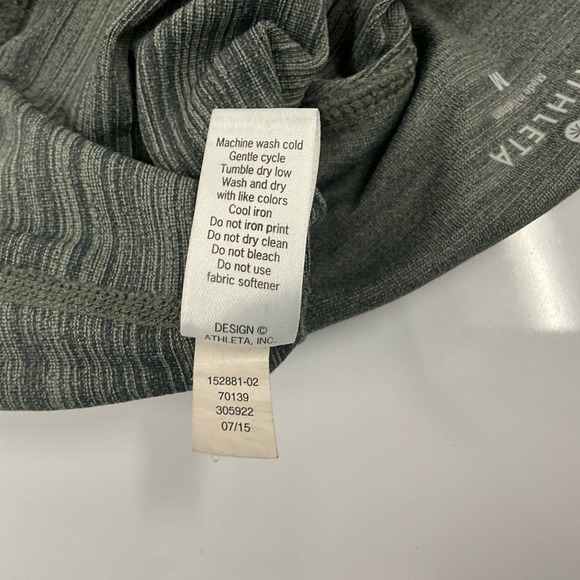 Machine wash cold
Gentle cycle
Tumble dry low
Wash and dry
with like colors
Cool iron
Do not iron print
Do not dry clean
Do not bleach
Do not use
fabric softener
DESIGN ©
ATHLETA, INC.
152881-02
70139
305922
07/15
ATHLETA
M